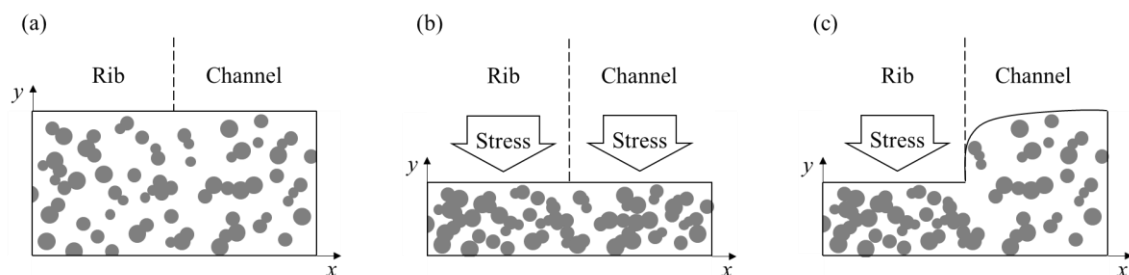 (a)
Rib Channel
y
x
(b)
Rib Channel
Stress Stress
y
x
(c)
Rib Channel
Stress
y
x